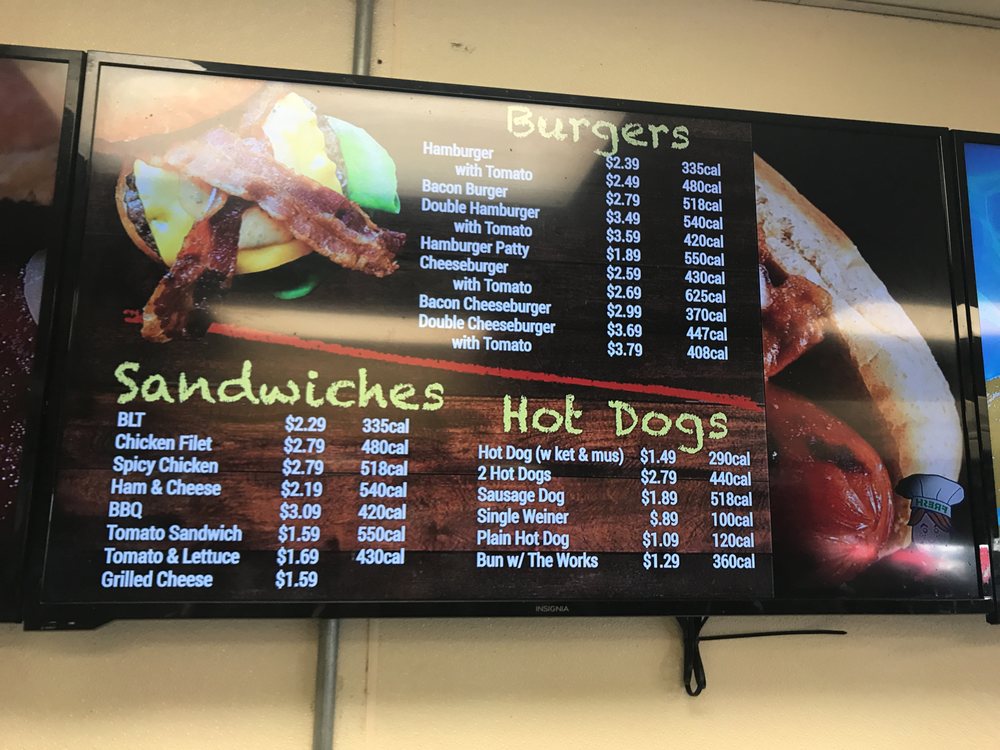 Burgers
Hamburger $2.39 335cal
with Tomato $2.49 480cal
Bacon Burger $2.79 518cal
Double Hamburger $3.49 540cal
with Tomato $3.59 420cal
Hamburger Patty $1.89 550cal
Cheeseburger $2.59 430cal
with Tomato $2.69 625cal
Bacon Cheeseburger $2.99 370cal
Double Cheeseburger $3.69 447cal
with Tomato $3.79 408cal
Sandwiches
BLT $2.29 335cal
Chicken Filet $2.79 480cal
Spicy Chicken $2.79 518cal
Ham & Cheese $2.19 540cal
BBQ $3.09 420cal
Tomato Sandwich $1.59 550cal
Tomato & Lettuce $1.69 430cal
Grilled Cheese $1.59
Hot Dogs
Hot Dog (w ket & mus) $1.49 290cal
2 Hot Dogs $2.79 440cal
Sausage Dog $1.89 518cal
Single Weiner $.89 100cal
Plain Hot Dog $1.09 120cal
Bun w/ The Works $1.29 360cal
FRESH
INSIGNIA